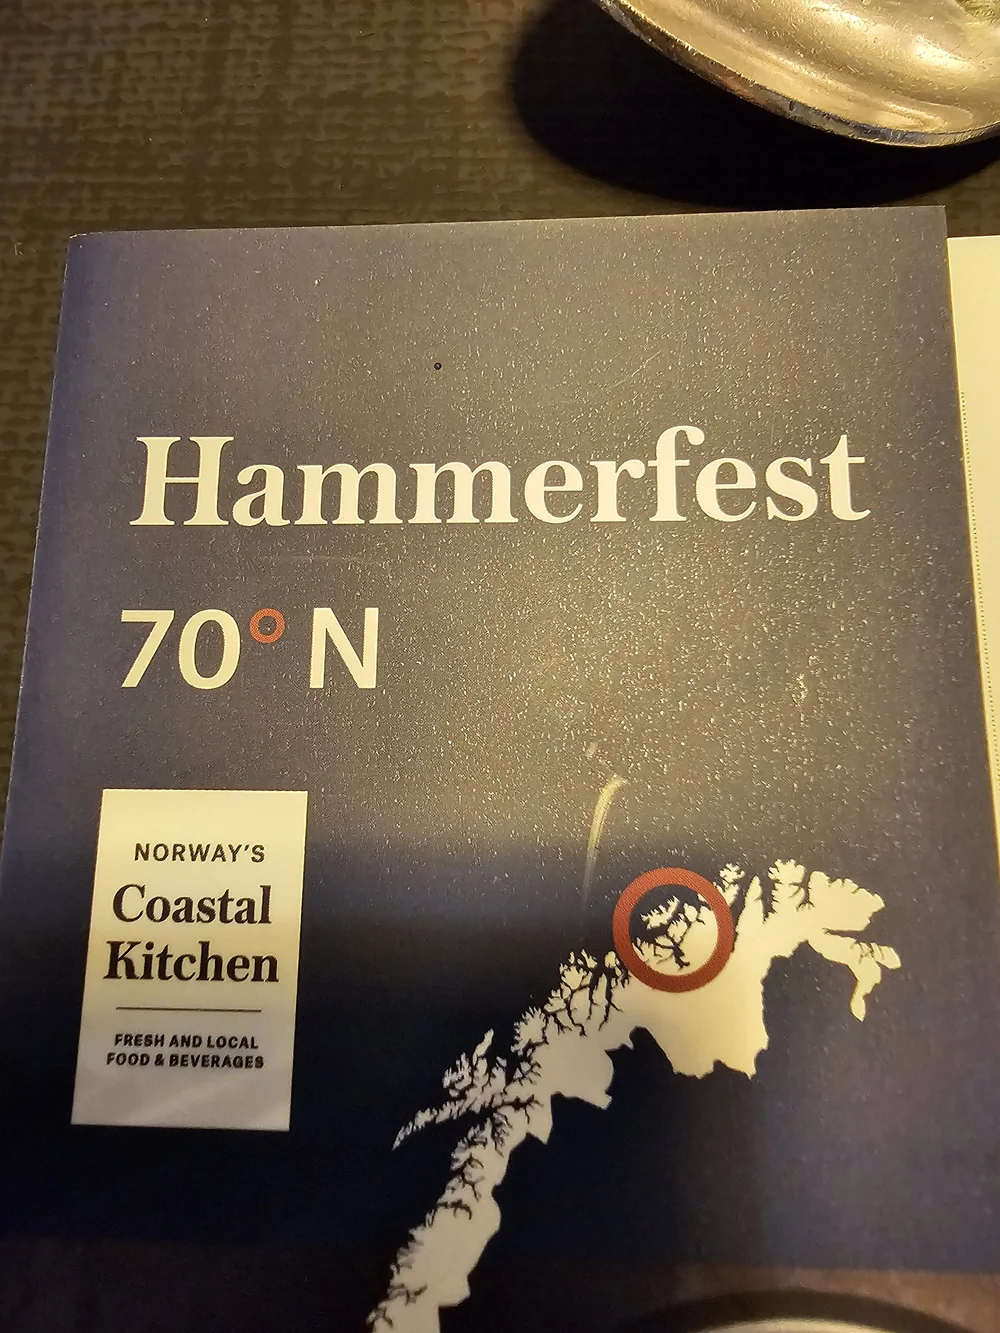 Hammerfest
70° N
NORWAY'S
Coastal
Kitchen
FRESH AND LOCAL
FOOD & BEVERAGES